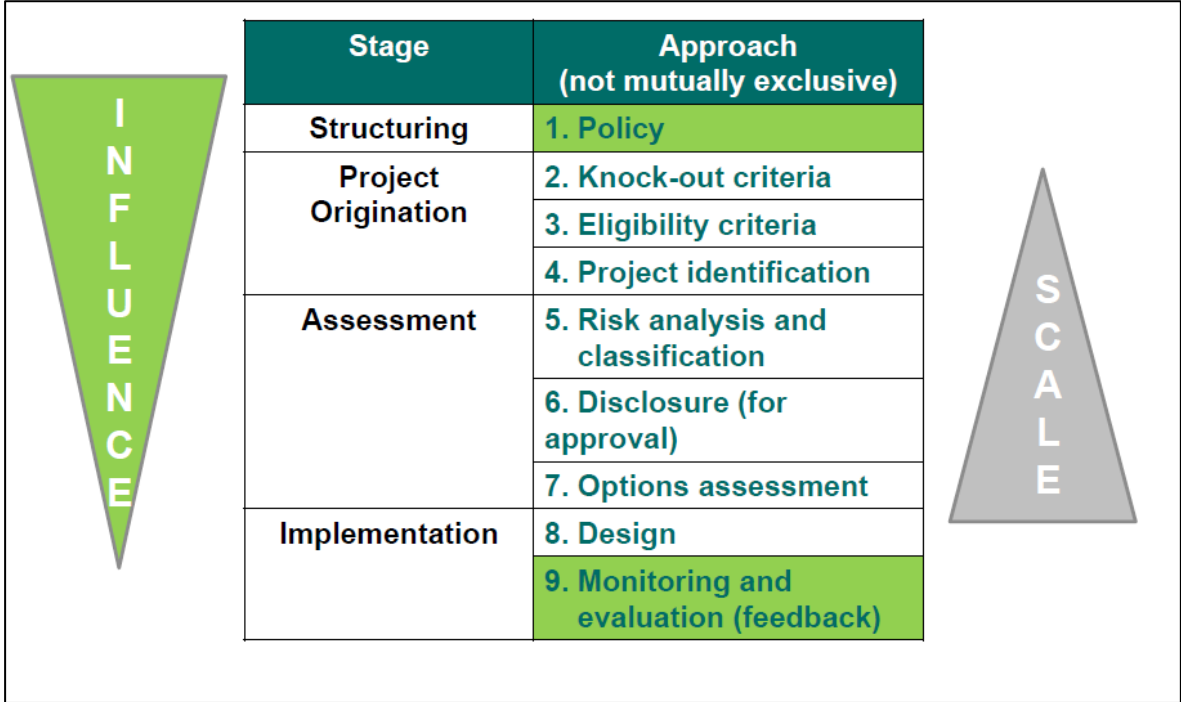 INFLUENCE
Stage
Approach
(not mutually exclusive)
Structuring
1. Policy
Project
Origination
2. Knock-out criteria
3. Eligibility criteria
4. Project identification
Assessment
5. Risk analysis and
classification
6. Disclosure (for
approval)
7. Options assessment
Implementation
8. Design
9. Monitoring and
evaluation (feedback)
SCALE